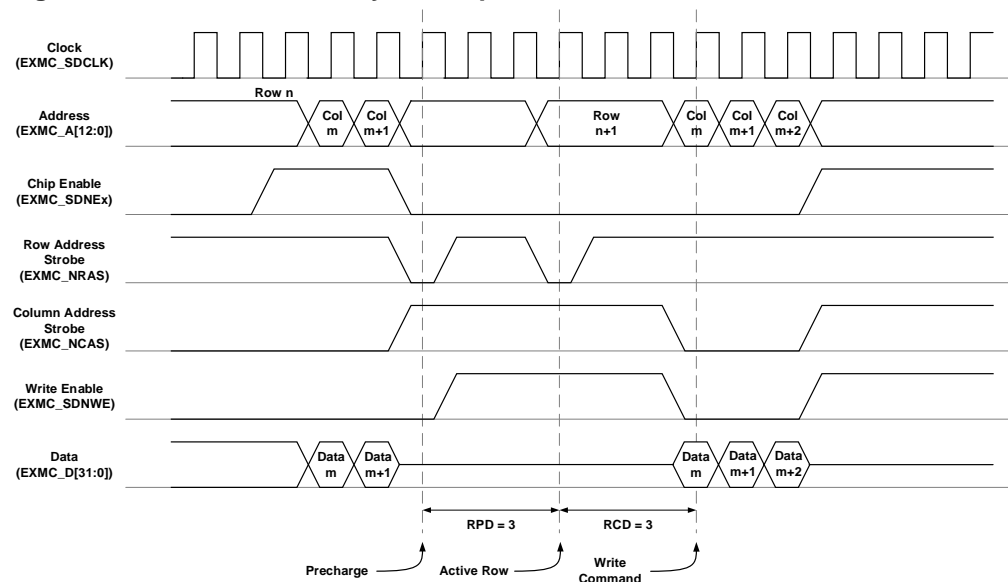 Clock
(EXMC_SDCLK)
Row n
Address
(EXMC_A[12:0])
Col
m
Col
m+1
Row
n+1
Col
m
Col
m+1
Col
m+2
Chip Enable
(EXMC_SDNEx)
Row Address
Strobe
(EXMC_NRAS)
Column Address
Strobe
(EXMC_NCAS)
Write Enable
(EXMC_SDNWE)
Data
(EXMC_D[31:0])
Data
m
Data
m+1
Data
m
Data
m+1
Data
m+2
RPD = 3
RCD = 3
Precharge
Active Row
Write
Command